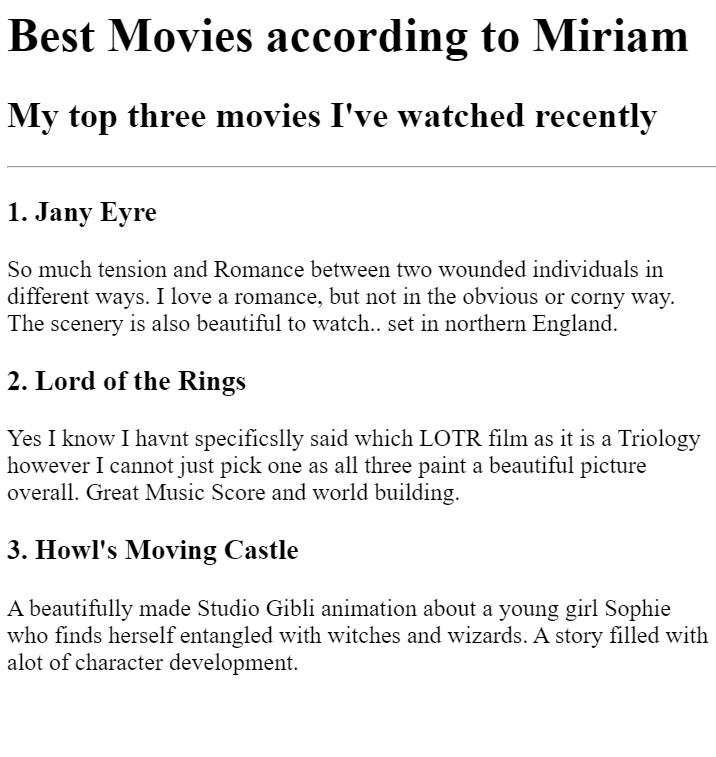 Best Movies according to Miriam
My top three movies I've watched recently
1. Jany Eyre
So much tension and Romance between two wounded individuals in
different ways. I love a romance, but not in the obvious or corny way.
The scenery is also beautiful to watch.. set in northern England.
2. Lord of the Rings
Yes I know I havnt specificslly said which LOTR film as it is a Triology
however I cannot just pick one as all three paint a beautiful picture
overall. Great Music Score and world building.
3. Howl's Moving Castle
A beautifully made Studio Gibli animation about a young girl Sophie
who finds herself entangled with witches and wizards. A story filled with
alot of character development.